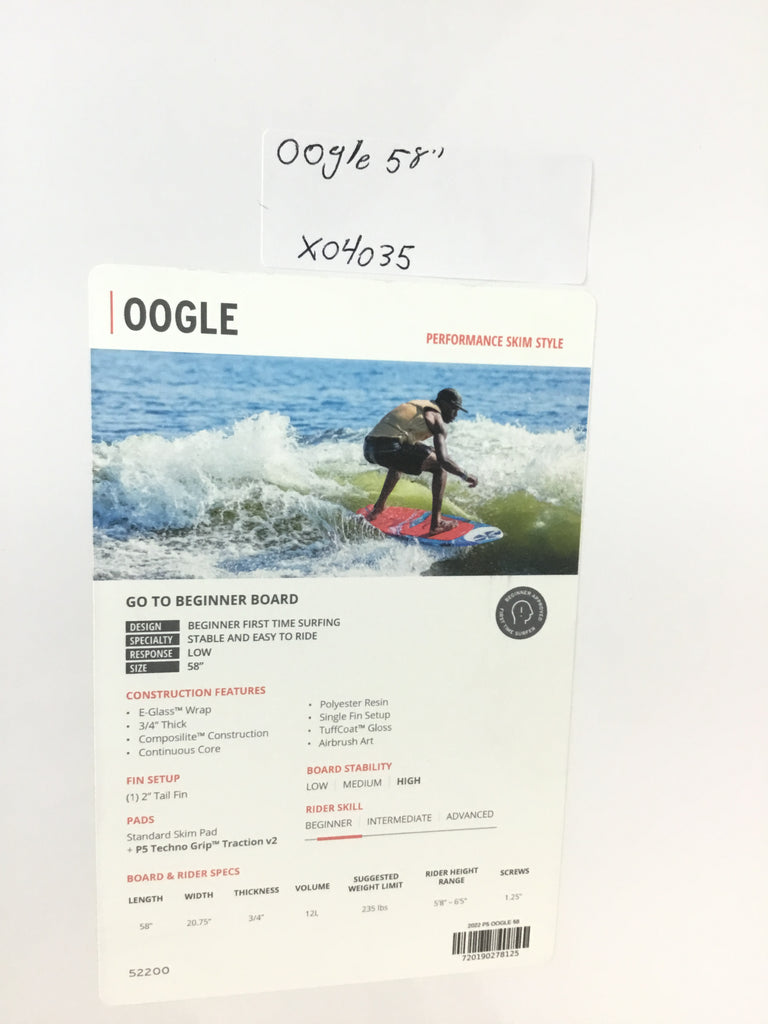 Oogle 58"
X04035
OOGLE
PERFORMANCE SKIM STYLE
GO TO BEGINNER BOARD
BEGINNER APPROVED
FIRST TIME SURFER
DESIGN BEGINNER FIRST TIME SURFING
SPECIALTY STABLE AND EASY TO RIDE
RESPONSE LOW
SIZE 58"
CONSTRUCTION FEATURES
• E-Glass™ Wrap
• 3/4" Thick
• Composilite™ Construction
• Continuous Core
• Polyester Resin
• Single Fin Setup
• TuffCoat™ Gloss
• Airbrush Art
FIN SETUP
(1) 2" Tail Fin
PADS
Standard Skim Pad
+ P5 Techno Grip™ Traction v2
BOARD STABILITY
LOW | MEDIUM | HIGH
RIDER SKILL
BEGINNER | INTERMEDIATE | ADVANCED
BOARD & RIDER SPECS
LENGTH WIDTH THICKNESS VOLUME SUGGESTED WEIGHT LIMIT RIDER HEIGHT RANGE SCREWS
58" 20.75" 3/4" 12L 235 lbs 5'8" – 6'5" 1.25"
2022 P5 OOGLE 58
720190278125
52200